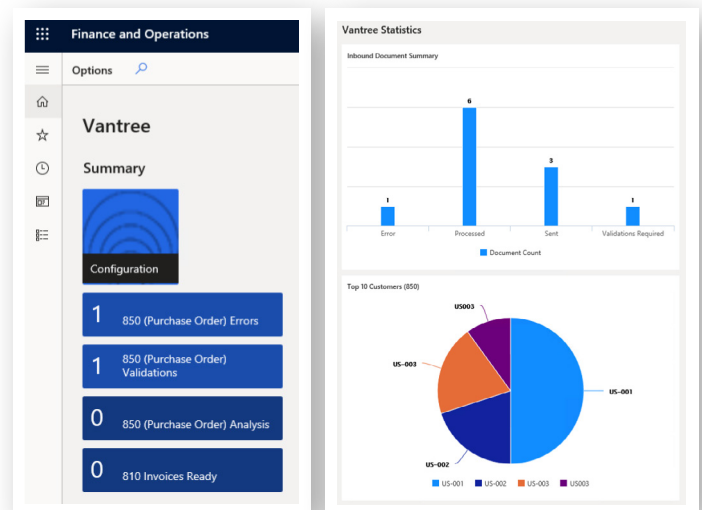 Finance and Operations
Options
Vantree
Summary
Configuration
1
850 (Purchase Order) Errors
1
850 (Purchase Order)
Validations
0
850 (Purchase Order) Analysis
0
810 Invoices Ready
Vantree Statistics
Inbound Document Summary
1
6
3
1
Error Processed Sent Validations Required
Document Count
Top 10 Customers (850)
US003
US-003
US-001
US-002
US-001 US-002 US-003 US003